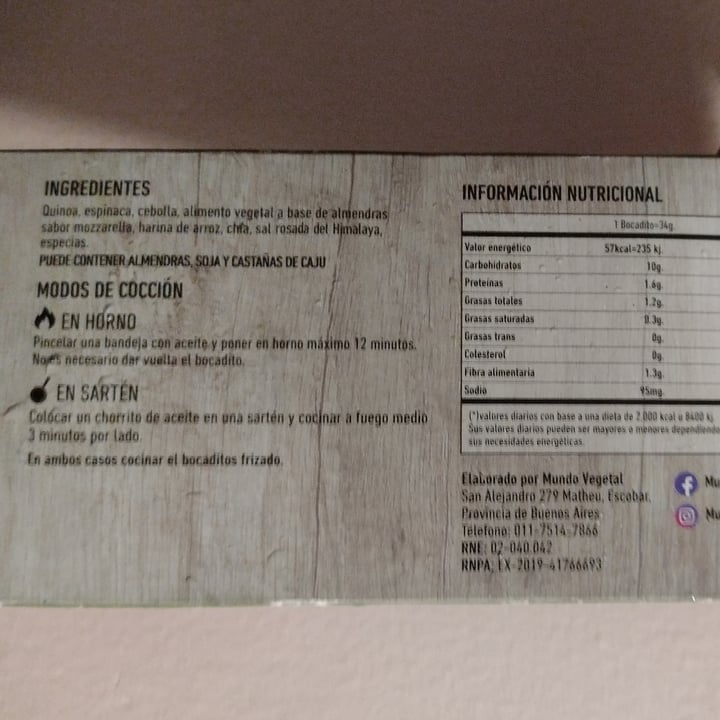 INGREDIENTES
Quinoa, espinaca, cebolla, alimento vegetal a base de almendras
sabor mozzarella, harina de arroz, chía, sal rosada del Himalaya,
especias.
PUEDE CONTENER ALMENDRAS, SOJA Y CASTAÑAS DE CAJU
MODOS DE COCCIÓN
EN HORNO
Pincelar una bandeja con aceite y poner en horno máximo 12 minutos.
No es necesario dar vuelta el bocadito.
EN SARTÉN
Colocar un chorrito de aceite en una sartén y cocinar a fuego medio
3 minutos por lado.
En ambos casos cocinar el bocaditos frizado.
INFORMACIÓN NUTRICIONAL
1 Bocadito=34g.
Valor energético 57kcal=235 kj.
Carbohidratos 10g.
Proteínas 1.6g.
Grasas totales 1.2g.
Grasas saturadas 0.3g.
Grasas trans 0g.
Colesterol 0g.
Fibra alimentaria 1.3g.
Sodio 95mg.
(*)valores diarios con base a una dieta de 2.000 kcal u 8400 kj.
Sus valores diarios pueden ser mayores o menores dependiendo
sus necesidades energéticas.
Elaborado por Mundo Vegetal
San Alejandro 279 Matheu, Escobar,
Provincia de Buenos Aires
Teléfono: 011-7514-7866
RNE: 02-040.042
RNPA: EX-2019-41766693
Mu
Mu